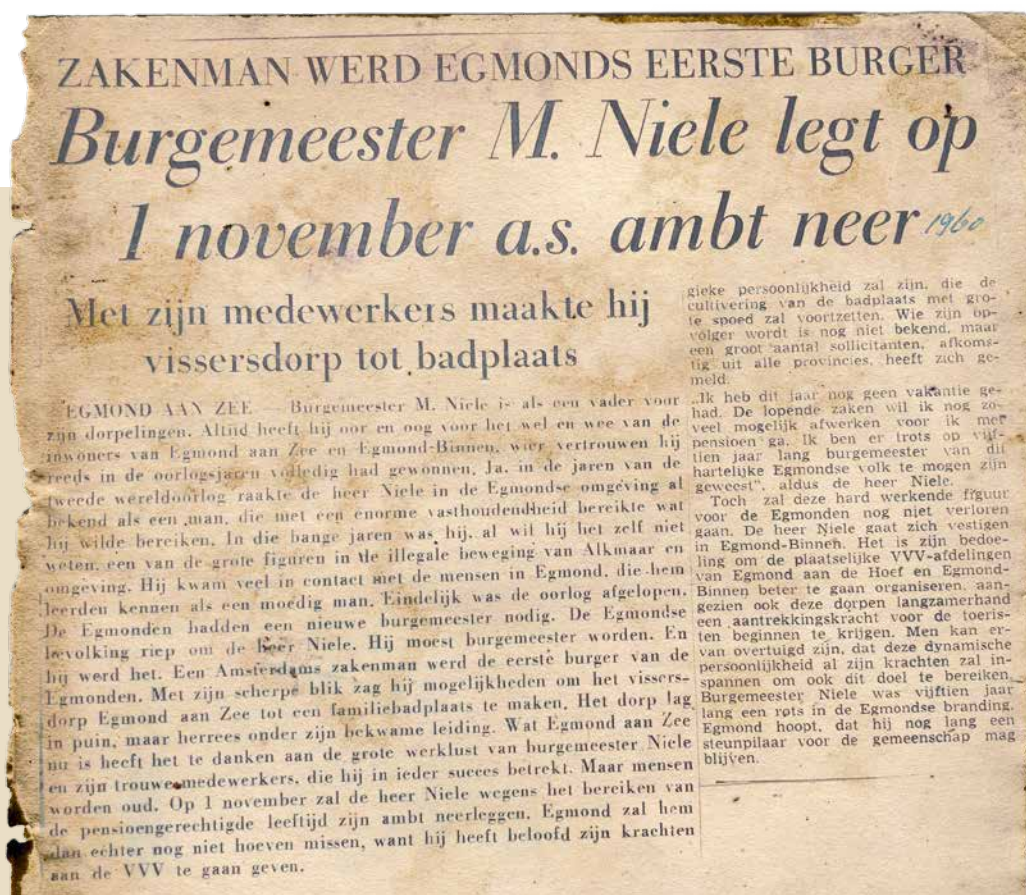 ZAKENMAN WERD EGMONDS EERSTE BURGER
Burgemeester M. Niele legt op
1 november a.s. ambt neer 1960
Met zijn medewerkers maakte hij
vissersdorp tot badplaats
EGMOND AAN ZEE — Burgemeester M. Niele is als een vader voor
zijn dorpelingen. Altijd heeft hij oor en oog voor het wel en wee van de
inwoners van Egmond aan Zee en Egmond-Binnen, wier vertrouwen hij
reeds in de oorlogsjaren volledig had gewonnen. Ja, in de jaren van de
tweede wereldoorlog raakte de heer Niele in de Egmondse omgeving al
bekend als een man, die met een enorme vasthoudendheid bereikte wat
hij wilde bereiken. In die bange jaren was hij, al wil hij het zelf niet
weten, een van de grote figuren in de illegale beweging van Alkmaar en
omgeving. Hij kwam veel in contact met de mensen in Egmond, die hem
leerden kennen als een moedig man. Eindelijk was de oorlog afgelopen.
De Egmonden hadden een nieuwe burgemeester nodig. De Egmondse
bevolking riep om de heer Niele. Hij moest burgemeester worden. En
hij werd het. Een Amsterdams zakenman werd de eerste burger van de
Egmonden. Met zijn scherpe blik zag hij mogelijkheden om het vissers-
dorp Egmond aan Zee tot een familiebadplaats te maken. Het dorp lag
in puin, maar herrees onder zijn bekwame leiding. Wat Egmond aan Zee
nu is heeft het te danken aan de grote werklust van burgemeester Niele
en zijn trouwe medewerkers, die hij in ieder succes betrekt. Maar mensen
worden oud. Op 1 november zal de heer Niele wegens het bereiken van
de pensioengerechtigde leeftijd zijn ambt neerleggen. Egmond zal hem
dan echter nog niet hoeven missen, want hij heeft beloofd zijn krachten
aan de VVV te gaan geven.
gieke persoonlijkheid zal zijn, die de
cultivering van de badplaats met gro-
te spoed zal voortzetten. Wie zijn op-
volger wordt is nog niet bekend, maar
een groot aantal sollicitanten, afkoms-
tig uit alle provincies, heeft zich ge-
meld.
„Ik heb dit jaar nog geen vakantie ge-
had. De lopende zaken wil ik nog zo-
veel mogelijk afwerken voor ik met
pensioen ga. Ik ben er trots op vijf-
tien jaar lang burgemeester van dit
hartelijke Egmondse volk te mogen zijn
geweest”, aldus de heer Niele.
Toch zal deze hard werkende figuur
voor de Egmonden nog niet verloren
gaan. De heer Niele gaat zich vestigen
in Egmond-Binnen. Het is zijn bedoe-
ling om de plaatselijke VVV-afdelingen
van Egmond aan de Hoef en Egmond-
Binnen beter te gaan organiseren, aan-
gezien ook deze dorpen langzamerhand
een aantrekkingskracht voor de toeris-
ten beginnen te krijgen. Men kan er-
van overtuigd zijn, dat deze dynamische
persoonlijkheid al zijn krachten zal in-
spannen om ook dit doel te bereiken.
Burgemeester Niele was vijftien jaar
lang een rots in de Egmondse branding.
Egmond hoopt, dat hij nog lang een
steunpilaar voor de gemeenschap mag
blijven.